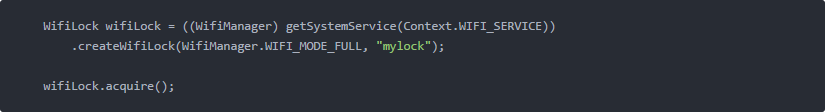 WifiLock wifiLock = ((WifiManager) getSystemService(Context.WIFI_SERVICE))
    .createWifiLock(WifiManager.WIFI_MODE_FULL, "mylock");
wifiLock.acquire();